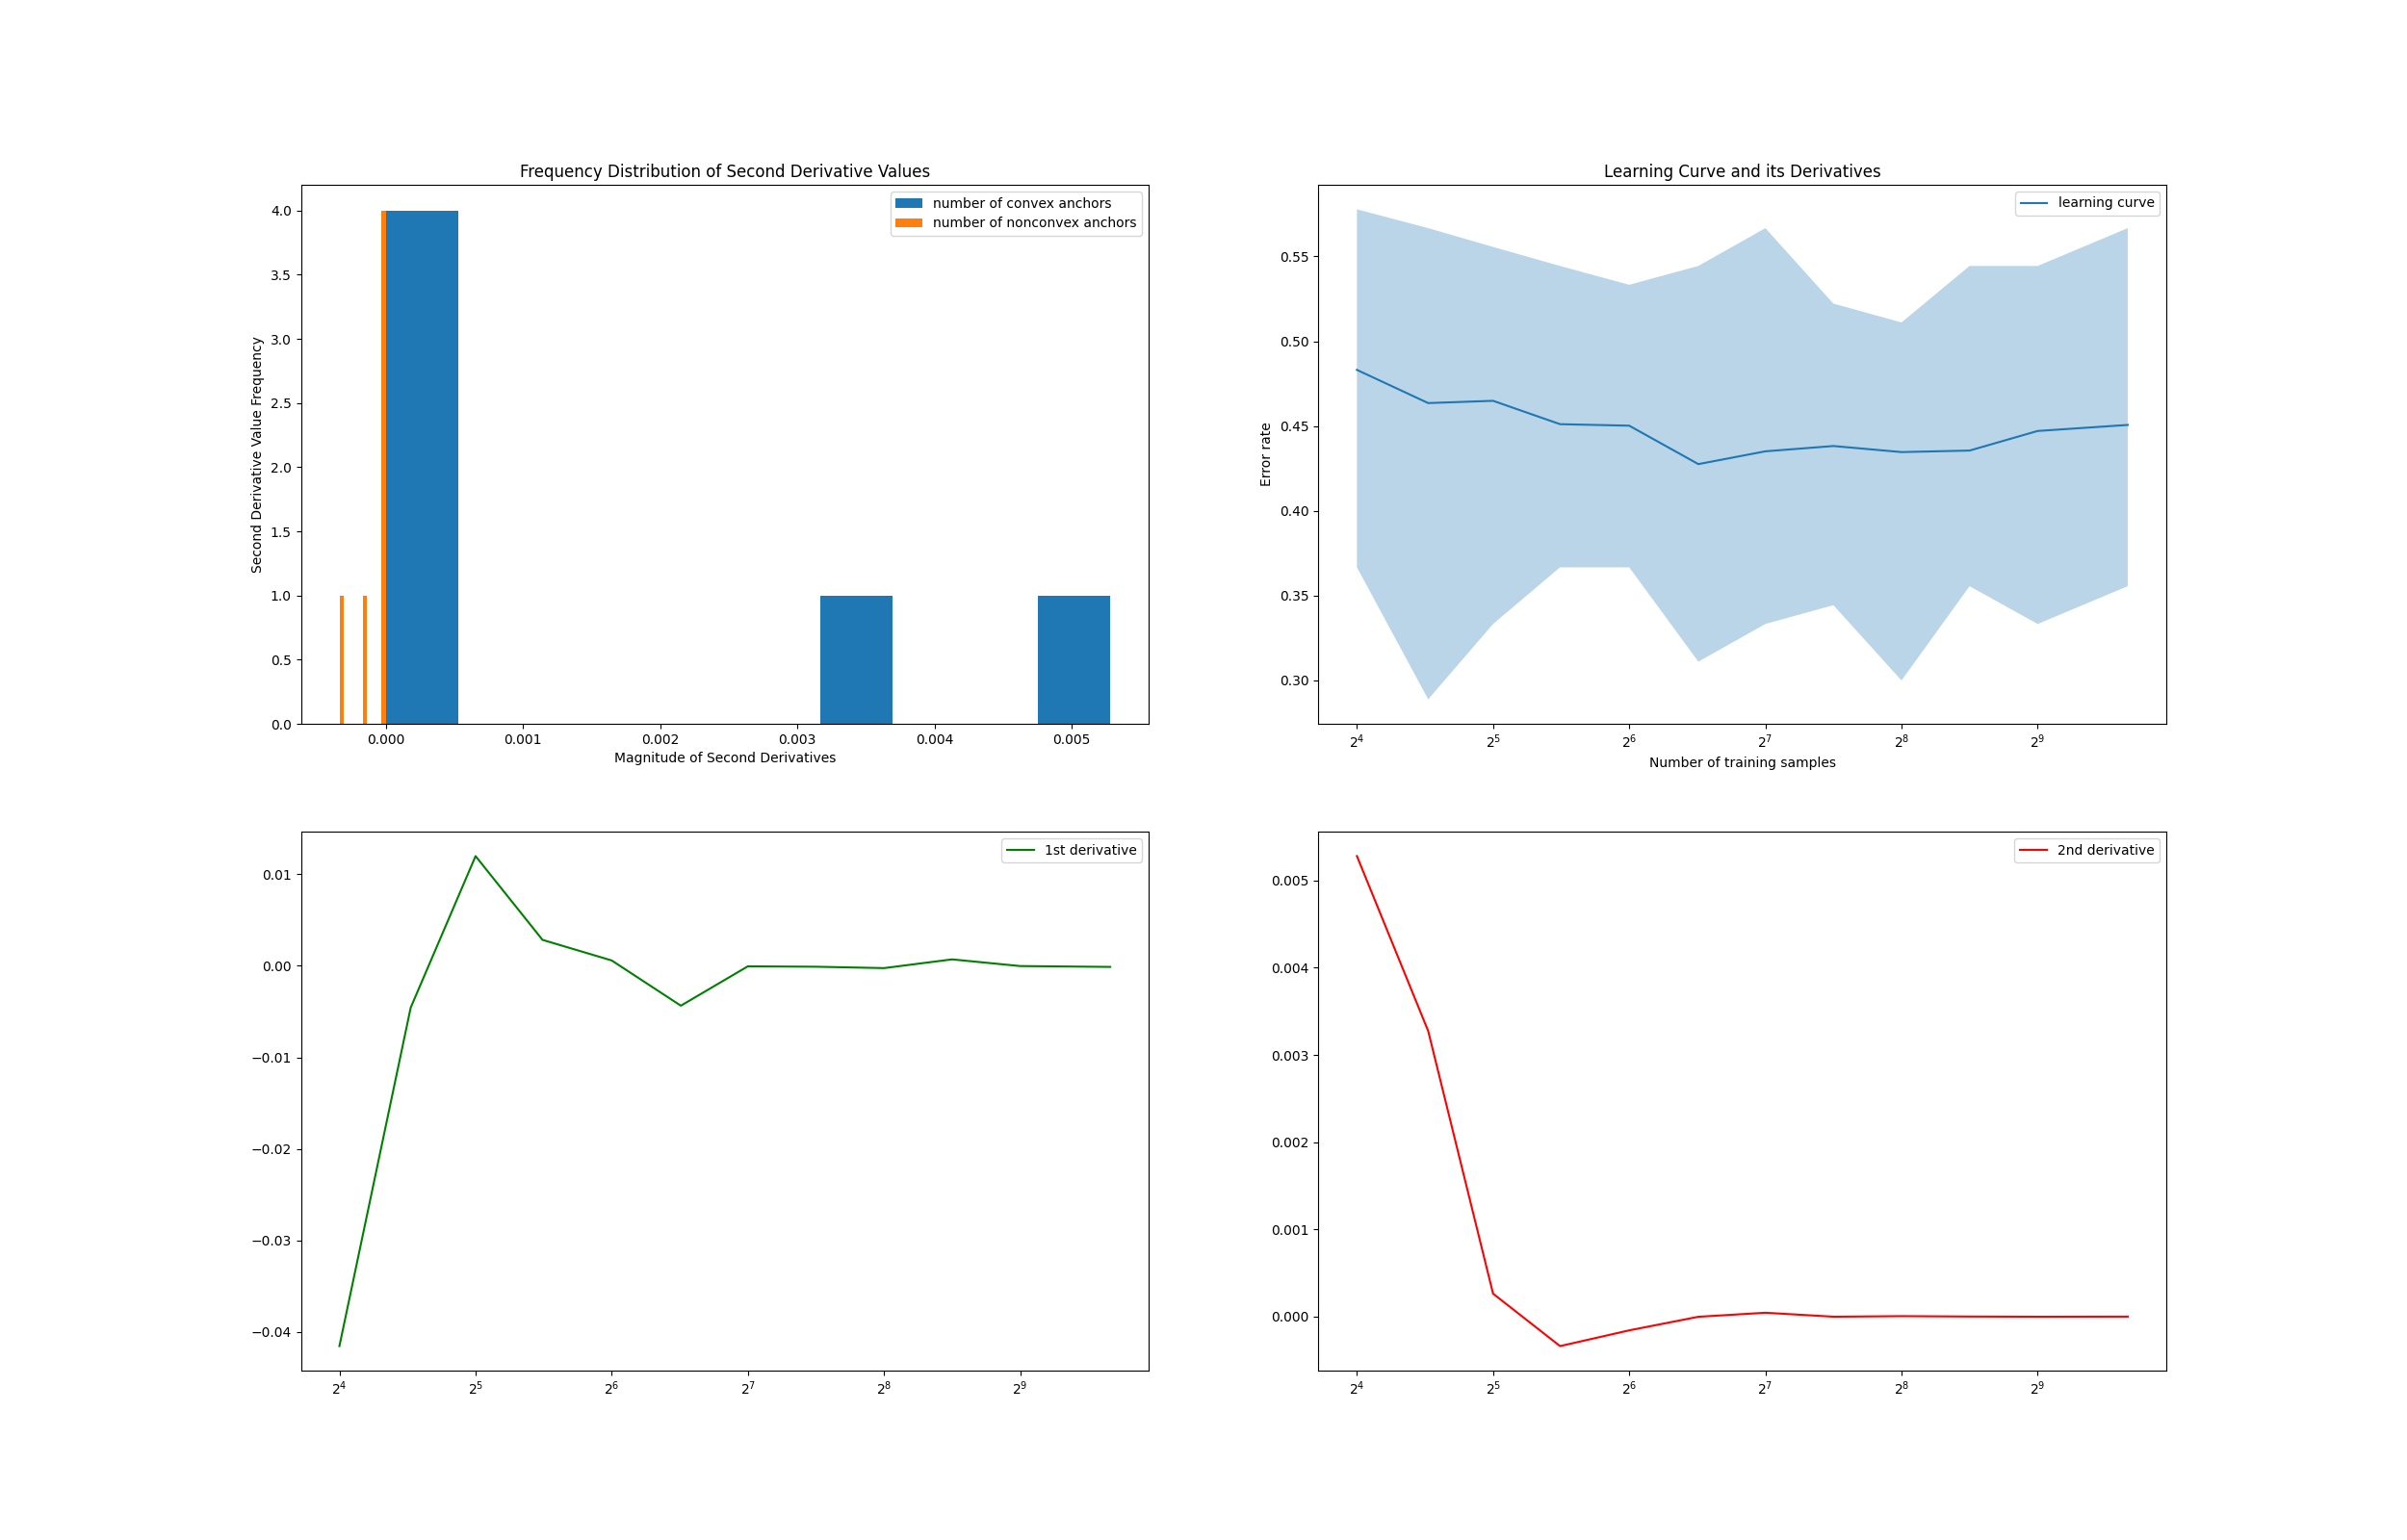 Frequency Distribution of Second Derivative Values
number of convex anchors
number of nonconvex anchors
4.0
3.5
3.0
2.5
2.0
1.5
1.0
0.5
0.0
Second Derivative Value Frequency
0.000 0.001 0.002 0.003 0.004 0.005
Magnitude of Second Derivatives
Learning Curve and its Derivatives
learning curve
0.55
0.50
0.45
0.40
0.35
0.30
Error rate
2⁴ 2⁵ 2⁶ 2⁷ 2⁸ 2⁹
Number of training samples
1st derivative
0.01
0.00
−0.01
−0.02
−0.03
−0.04
2⁴ 2⁵ 2⁶ 2⁷ 2⁸ 2⁹
2nd derivative
0.005
0.004
0.003
0.002
0.001
0.000
2⁴ 2⁵ 2⁶ 2⁷ 2⁸ 2⁹